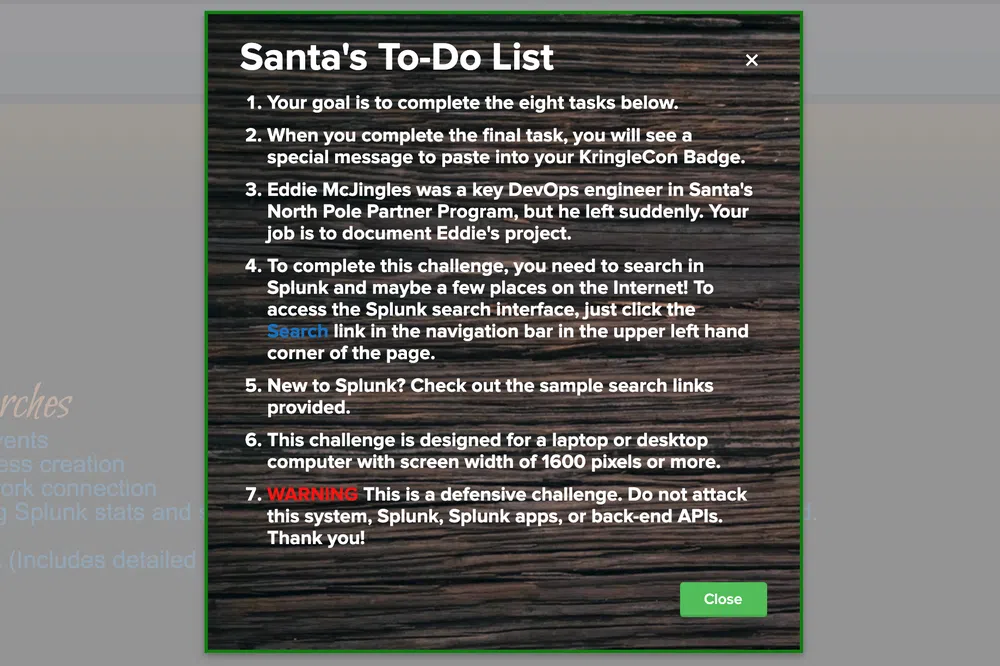 Santa's To-Do List
×
1. Your goal is to complete the eight tasks below.
2. When you complete the final task, you will see a
special message to paste into your KringleCon Badge.
3. Eddie McJingles was a key DevOps engineer in Santa's
North Pole Partner Program, but he left suddenly. Your
job is to document Eddie's project.
4. To complete this challenge, you need to search in
Splunk and maybe a few places on the Internet! To
access the Splunk search interface, just click the
Search link in the navigation bar in the upper left hand
corner of the page.
5. New to Splunk? Check out the sample search links
provided.
6. This challenge is designed for a laptop or desktop
computer with screen width of 1600 pixels or more.
7. WARNING This is a defensive challenge. Do not attack
this system, Splunk, Splunk apps, or back-end APIs.
Thank you!
Close
rches
vents
ess creation
ork connection
g Splunk stats and s
d.
(Includes detailed